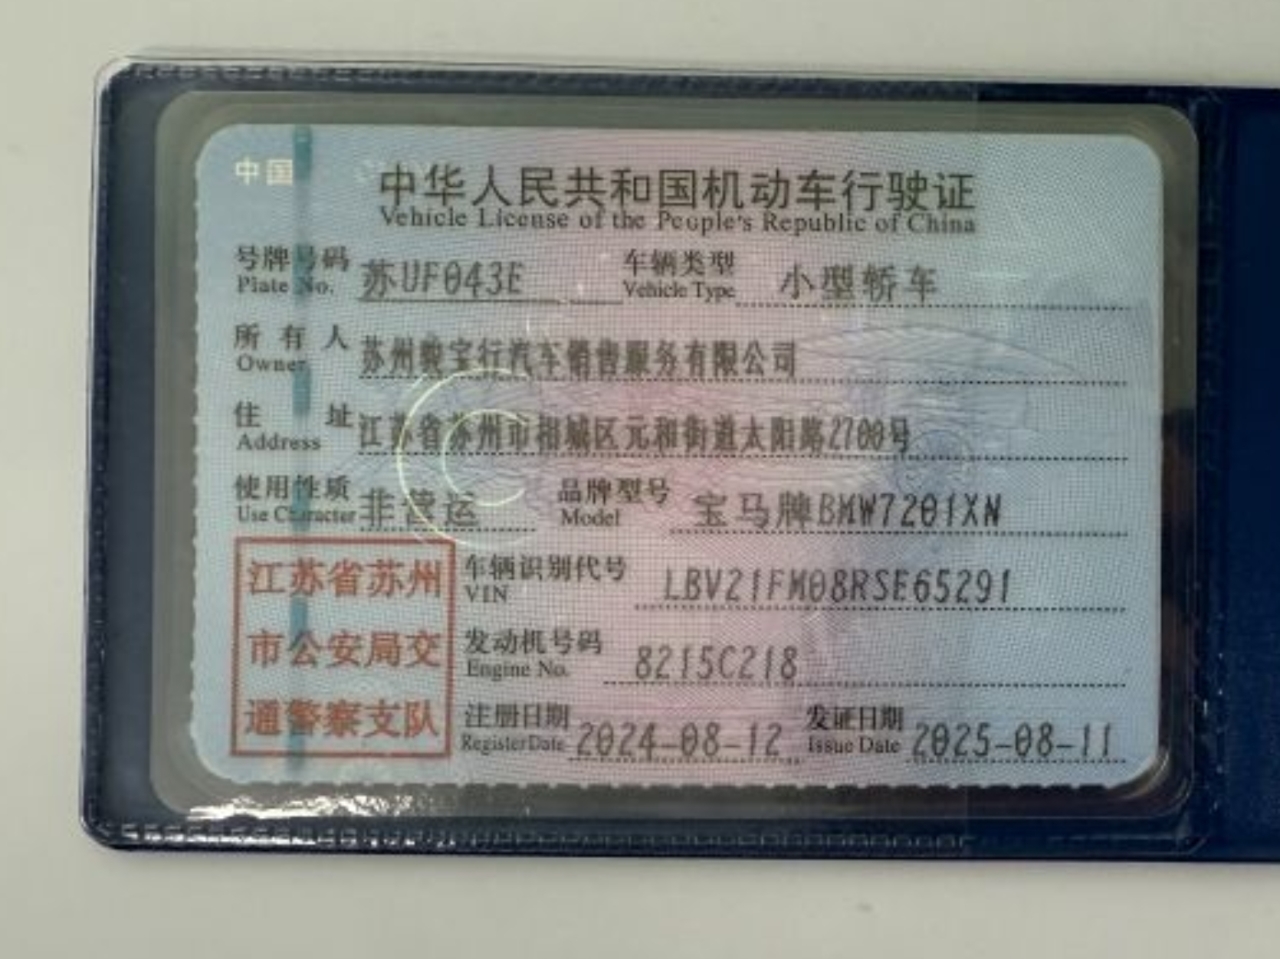 中国
中华人民共和国机动车行驶证
Vehicle License of the People's Republic of China
号牌号码 苏UF043E 车辆类型 小型轿车
Plate No. Vehicle Type
所有人 苏州骏宝行汽车销售服务有限公司
Owner
住址 江苏省苏州市相城区元和街道太阳路2700号
Address
使用性质 非营运 品牌型号 宝马牌BMW7201XN
Use Character Model
江苏省苏州
市公安局交
通警察支队
车辆识别代号 LBV21FM08RSE65291
VIN
发动机号码 8215C218
Engine No.
注册日期 2024-08-12 发证日期 2025-08-11
Register Date Issue Date